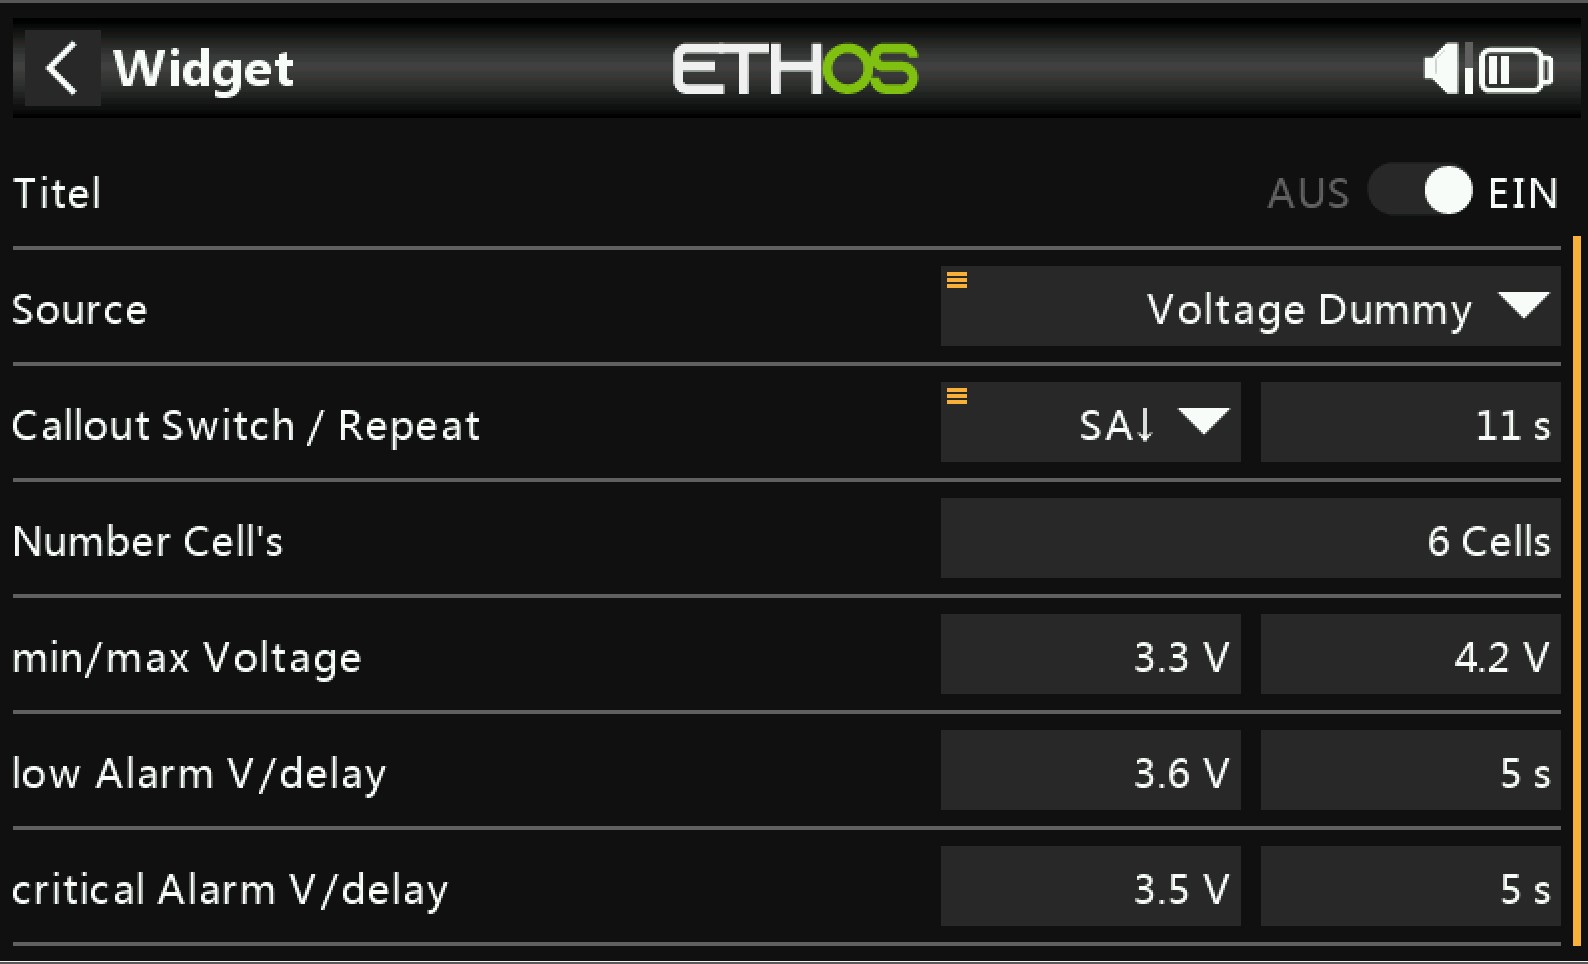 Widget ETHOS
Titel AUS EIN
Source Voltage Dummy
Callout Switch / Repeat SA↓ 11 s
Number Cell's 6 Cells
min/max Voltage 3.3 V 4.2 V
low Alarm V/delay 3.6 V 5 s
critical Alarm V/delay 3.5 V 5 s